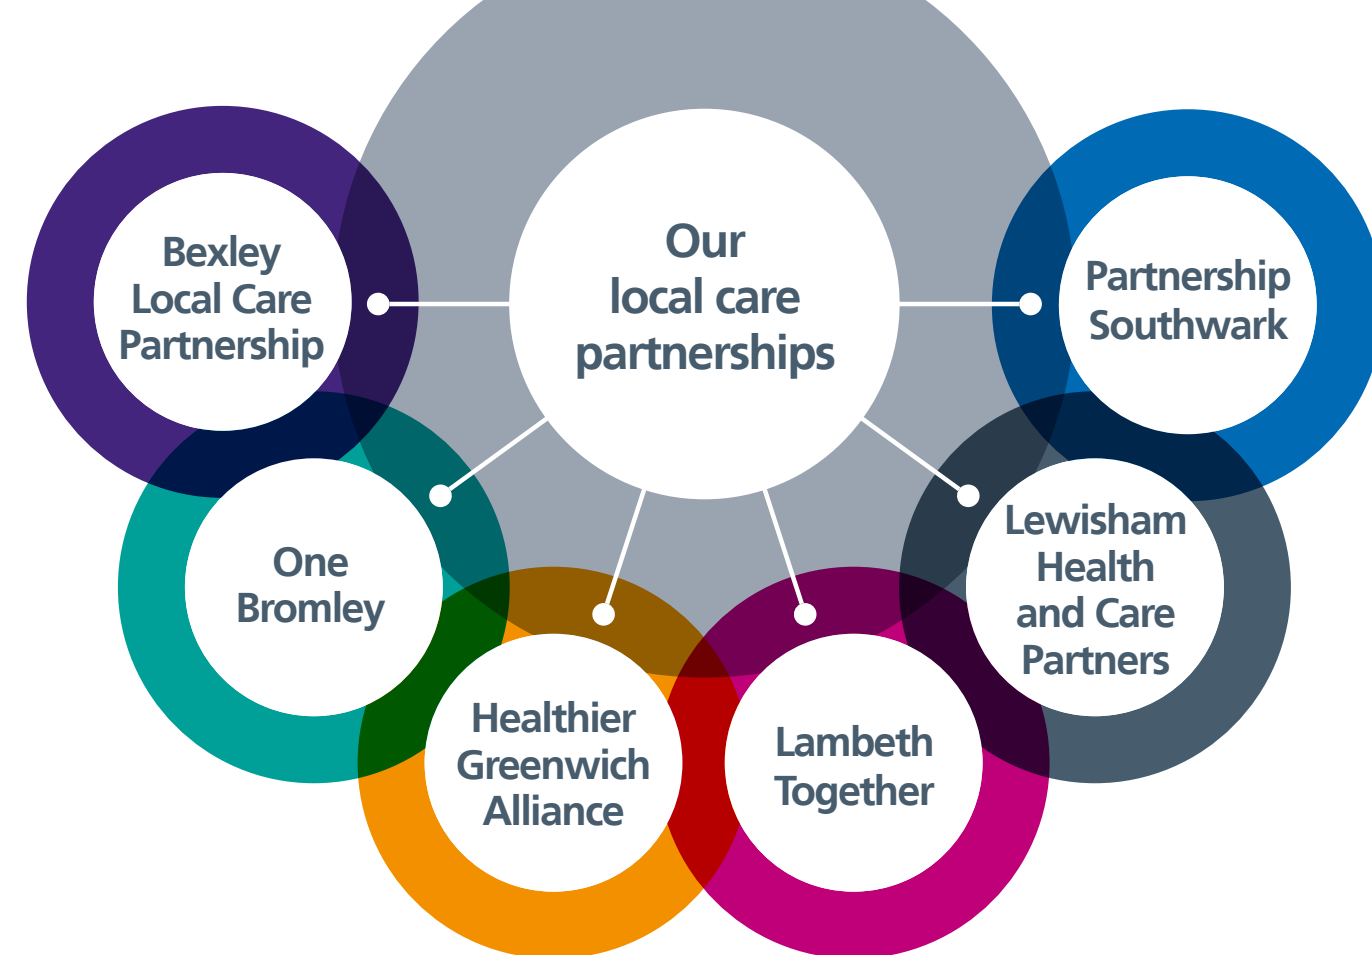 Our
local care
partnerships
Bexley
Local Care
Partnership
One
Bromley
Healthier
Greenwich
Alliance
Lambeth
Together
Lewisham
Health
and Care
Partners
Partnership
Southwark